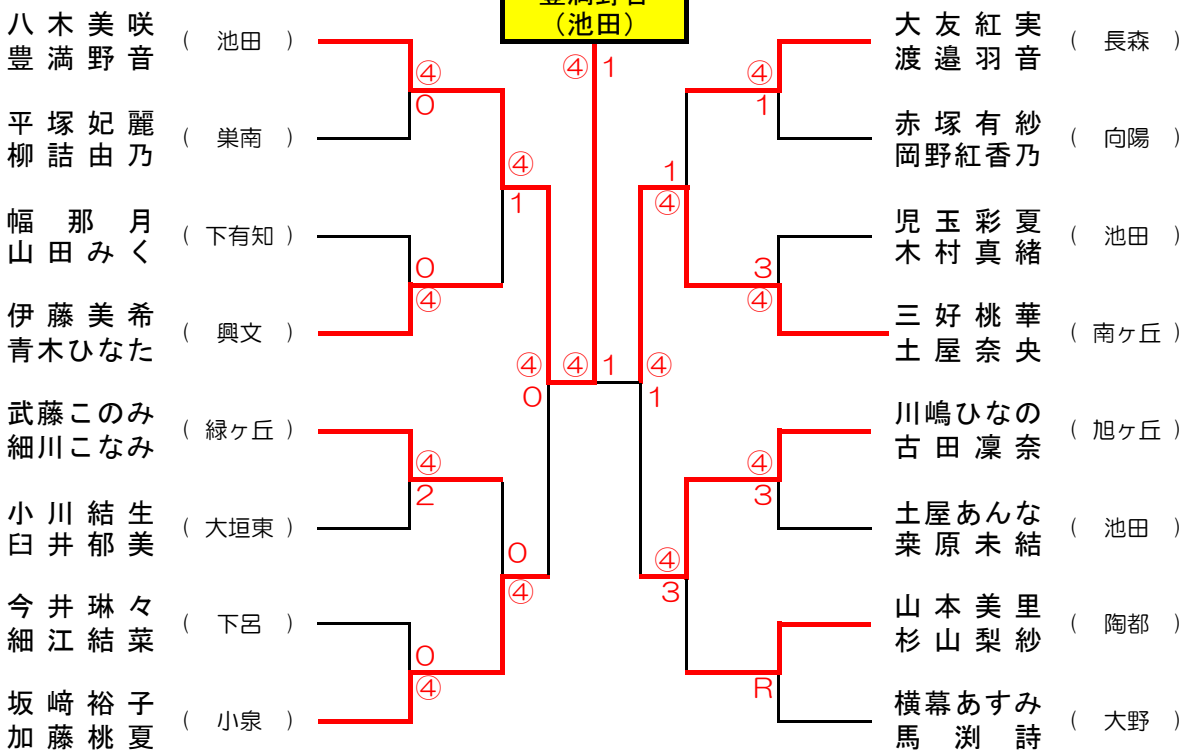 豊満野音
（池田）
八木美咲
豊満野音
（ 池田 ）
平塚妃麗
柳詰由乃
（ 巣南 ）
幅那月
山田みく
（ 下有知 ）
伊藤美希
青木ひなた
（ 興文 ）
武藤このみ
細川こなみ
（ 緑ヶ丘 ）
小川結生
臼井郁美
（ 大垣東 ）
今井琳々
細江結菜
（ 下呂 ）
坂﨑裕子
加藤桃夏
（ 小泉 ）
④
0
0
④
④
2
0
④
④
1
0
④
④
0
④ 1
④ 1
④
1
1
④
④
3
④
1
3
④
④
3
R
大友紅実
渡邉羽音
（ 長森 ）
赤塚有紗
岡野紅香乃
（ 向陽 ）
児玉彩夏
木村真緒
（ 池田 ）
三好桃華
土屋奈央
（ 南ヶ丘 ）
川嶋ひなの
古田凜奈
（ 旭ヶ丘 ）
土屋あんな
桒原未結
（ 池田 ）
山本美里
杉山梨紗
（ 陶都 ）
横幕あすみ
馬渕詩
（ 大野 ）